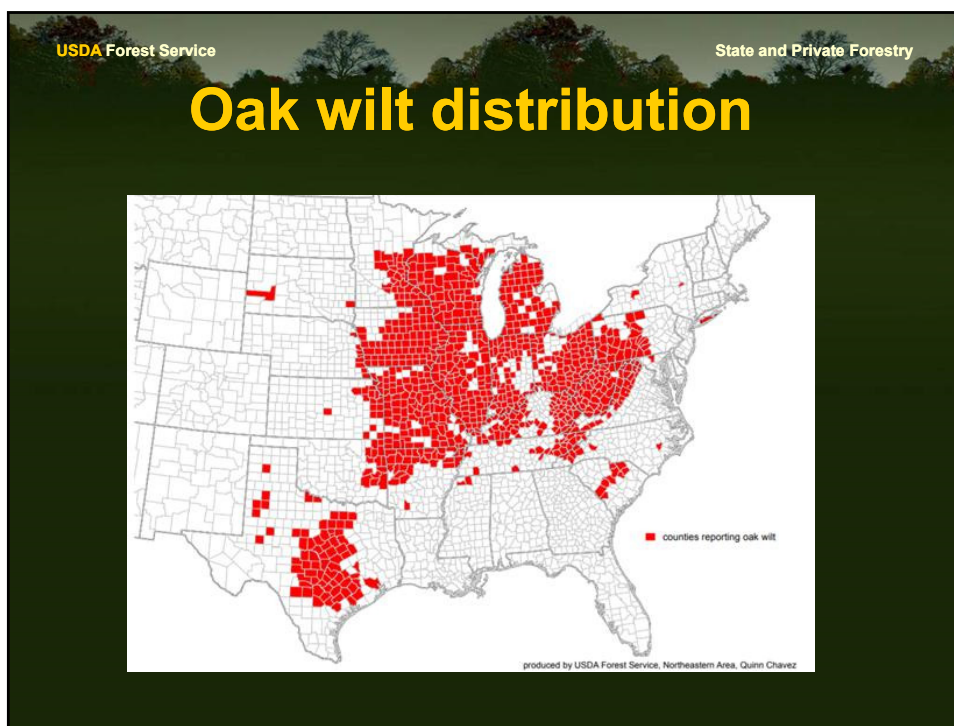 USDA Forest Service
State and Private Forestry
Oak wilt distribution
counties reporting oak wilt
produced by USDA Forest Service, Northeastern Area, Quinn Chavez